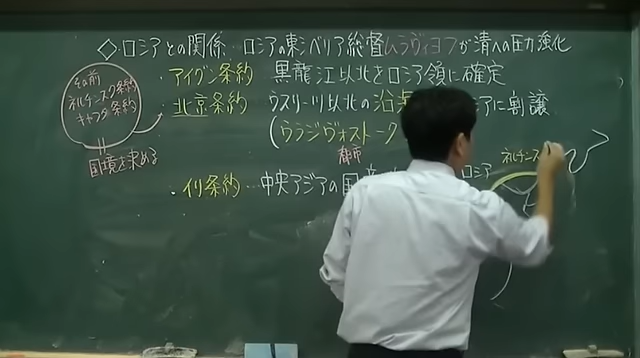 ◇ロシアとの関係…ロシアの東シベリア総督ムラヴィヨフが清への圧力強化
その前
ネルチンスク条約
キャフタ条約
国境を決める
・アイグン条約 黒龍江以北をロシア領に確定
・北京条約 ウスリー以北の沿 アに割譲
(ウラジヴォストーク
都市
・イリ条約…中央アジアの国
ロシア
ネルチンス